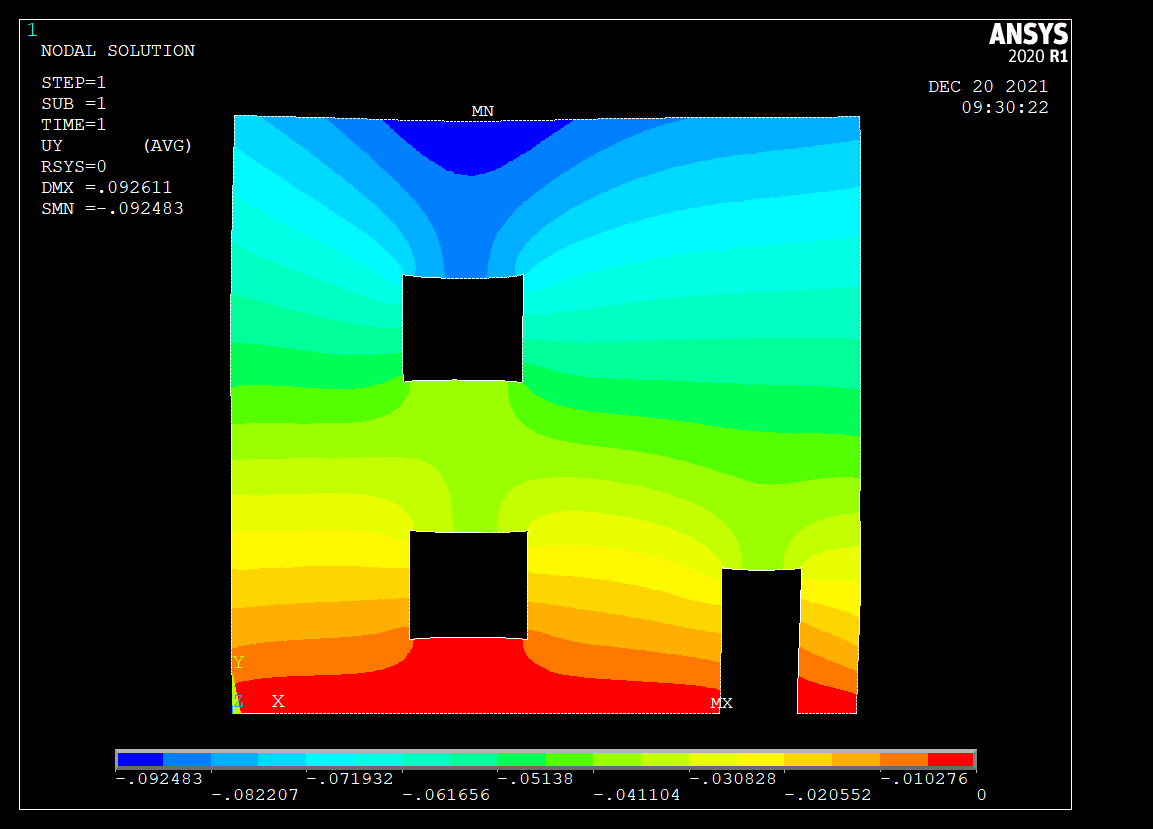 1
ANSYS
2020 R1
NODAL SOLUTION
DEC 20 2021
09:30:22
STEP=1
SUB =1
TIME=1
UY (AVG)
RSYS=0
DMX =.092611
SMN =-.092483
MN
Y
Z X
MX
-.092483 -.071932 -.05138 -.030828 -.010276
-.082207 -.061656 -.041104 -.020552 0